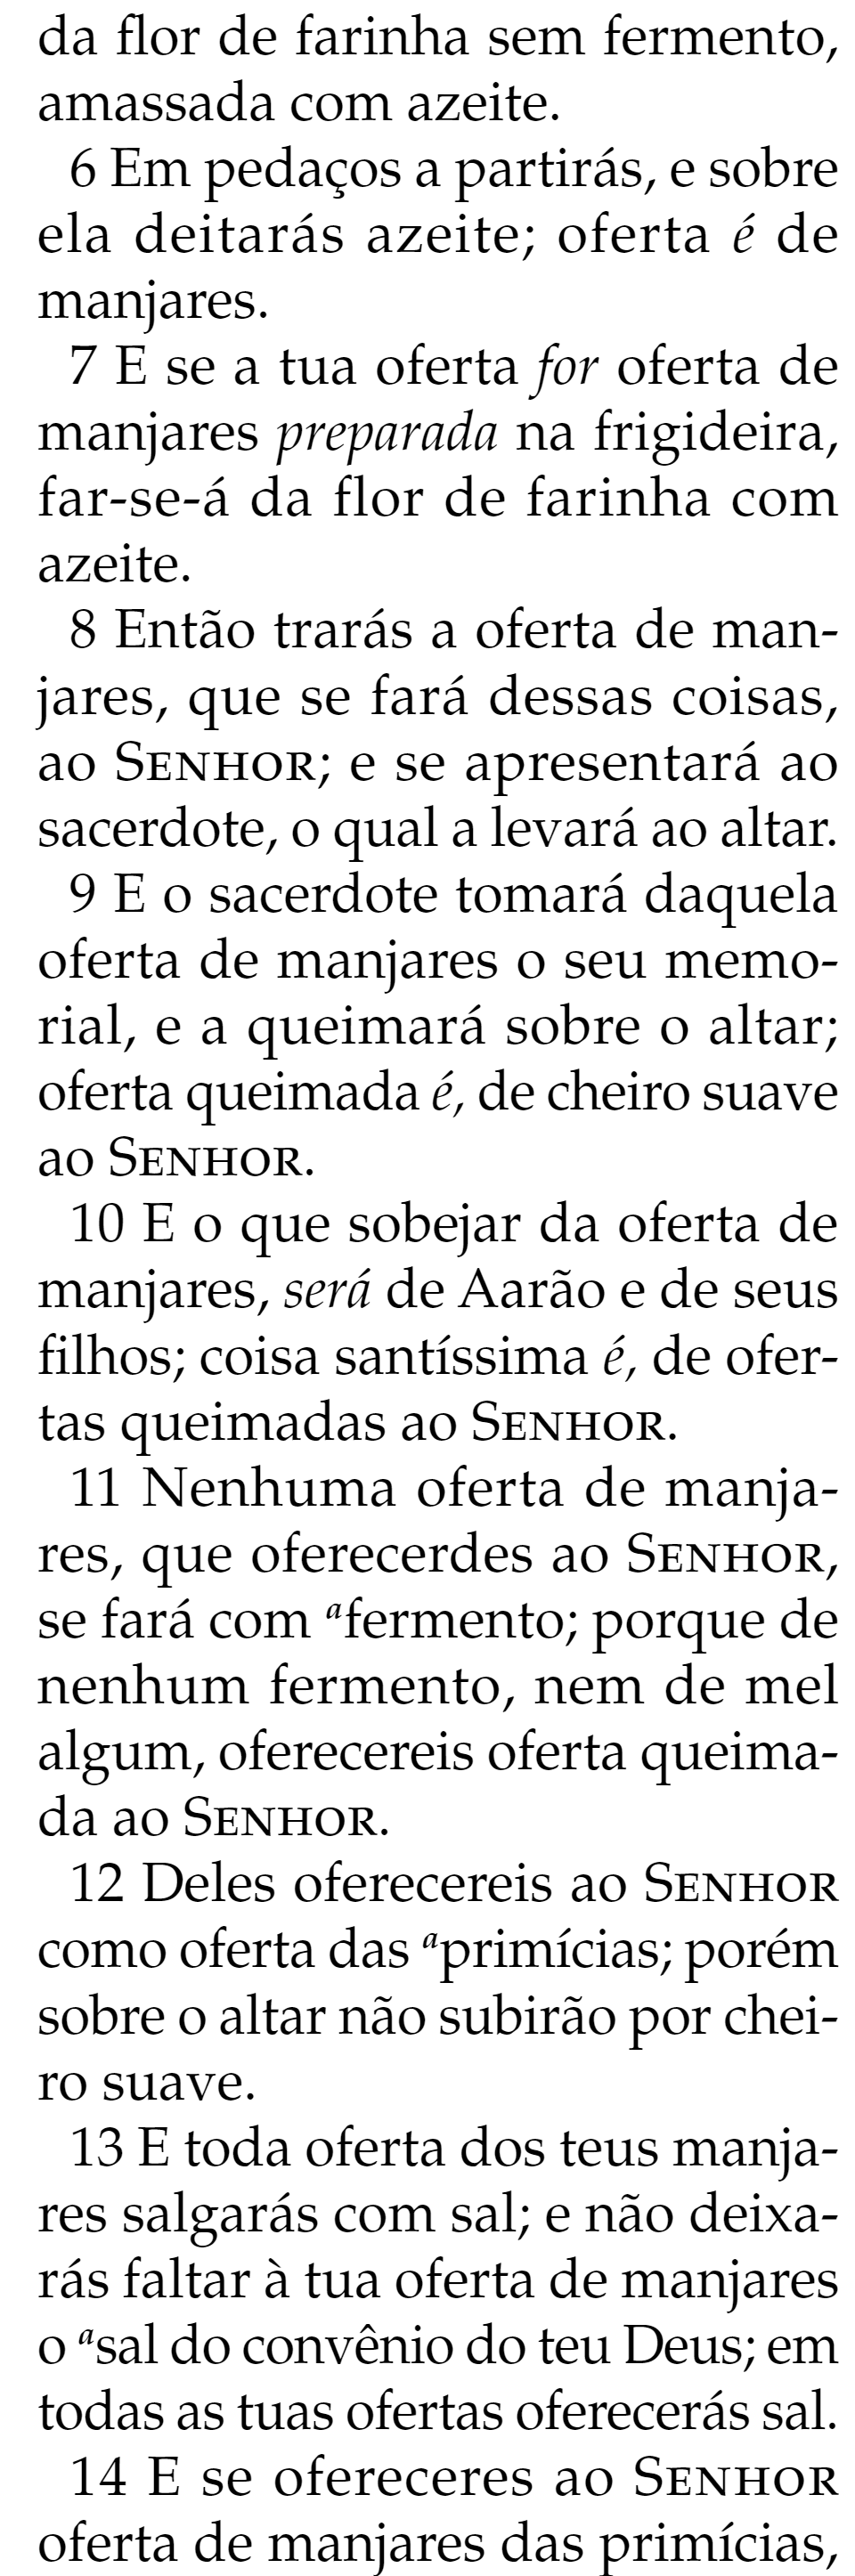 da flor de farinha sem fermento,
amassada com azeite.
6 Em pedaços a partirás, e sobre
ela deitarás azeite; oferta é de
manjares.
7 E se a tua oferta for oferta de
manjares preparada na frigideira,
far-se-á da flor de farinha com
azeite.
8 Então trarás a oferta de man-
jares, que se fará dessas coisas,
ao SENHOR; e se apresentará ao
sacerdote, o qual a levará ao altar.
9 E o sacerdote tomará daquela
oferta de manjares o seu memo-
rial, e a queimará sobre o altar;
oferta queimada é, de cheiro suave
ao SENHOR.
10 E o que sobejar da oferta de
manjares, será de Aarão e de seus
filhos; coisa santíssima é, de ofer-
tas queimadas ao SENHOR.
11 Nenhuma oferta de manja-
res, que oferecerdes ao SENHOR,
se fará com ᵃfermento; porque de
nenhum fermento, nem de mel
algum, oferecereis oferta queima-
da ao SENHOR.
12 Deles oferecereis ao SENHOR
como oferta das ᵃprimícias; porém
sobre o altar não subirão por chei-
ro suave.
13 E toda oferta dos teus manja-
res salgarás com sal; e não deixa-
rás faltar à tua oferta de manjares
o ᵃsal do convênio do teu Deus; em
todas as tuas ofertas oferecerás sal.
14 E se ofereceres ao SENHOR
oferta de manjares das primícias,